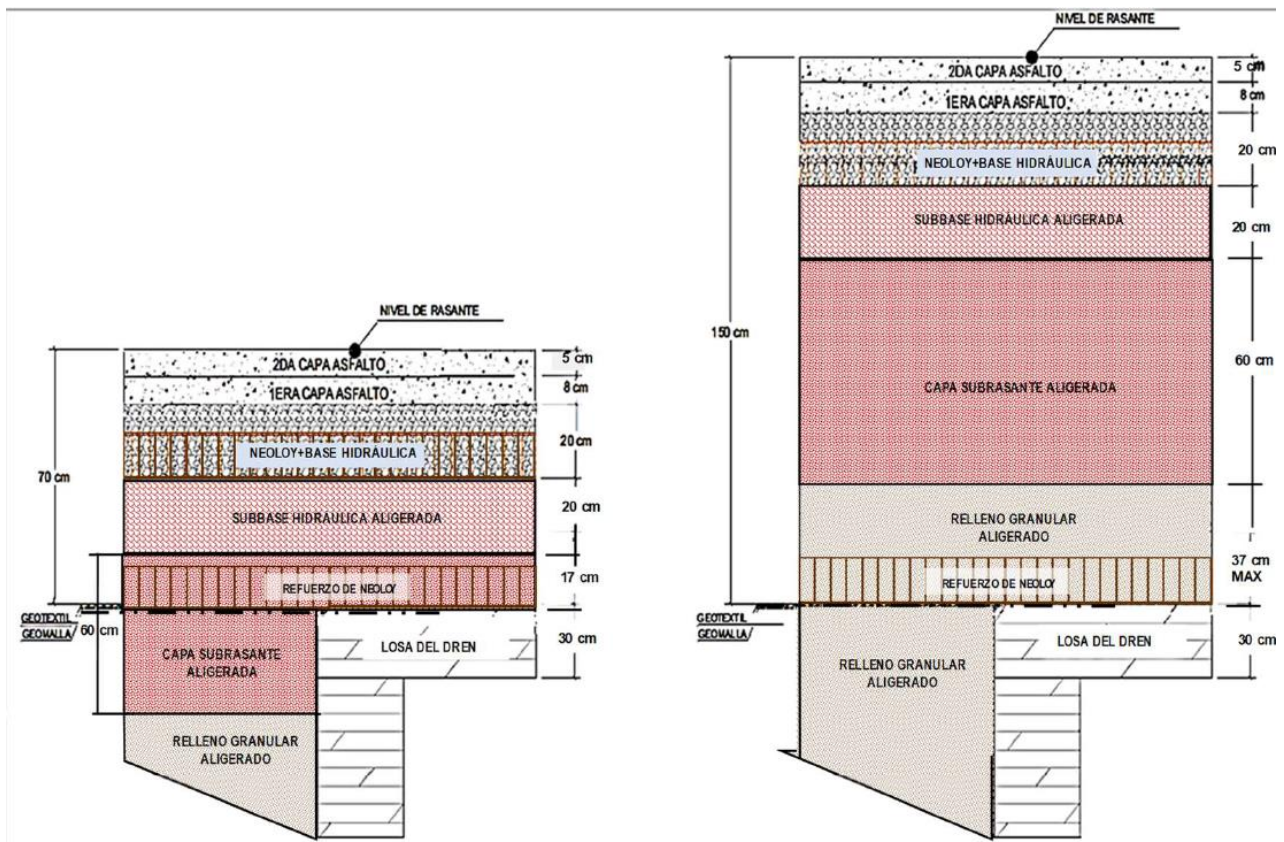 NIVEL DE RASANTE
2DA CAPA ASFALTO
5 cm
1ERA CAPA ASFALTO
8 cm
NEOLOY+BASE HIDRÁULICA
20 cm
70 cm
SUBBASE HIDRÁULICA ALIGERADA
20 cm
REFUERZO DE NEOLOY
17 cm
GEOTEXTIL
GEOMALLA
60 cm
CAPA SUBRASANTE
ALIGERADA
LOSA DEL DREN
30 cm
RELLENO GRANULAR
ALIGERADO
NIVEL DE RASANTE
2DA CAPA ASFALTO
5 cm
1ERA CAPA ASFALTO
8 cm
NEOLOY+BASE HIDRÁULICA
20 cm
SUBBASE HIDRÁULICA ALIGERADA
20 cm
150 cm
CAPA SUBRASANTE ALIGERADA
60 cm
RELLENO GRANULAR
ALIGERADO
REFUERZO DE NEOLOY
37 cm
MAX
GEOTEXTIL
GEOMALLA
LOSA DEL DREN
30 cm
RELLENO GRANULAR
ALIGERADO